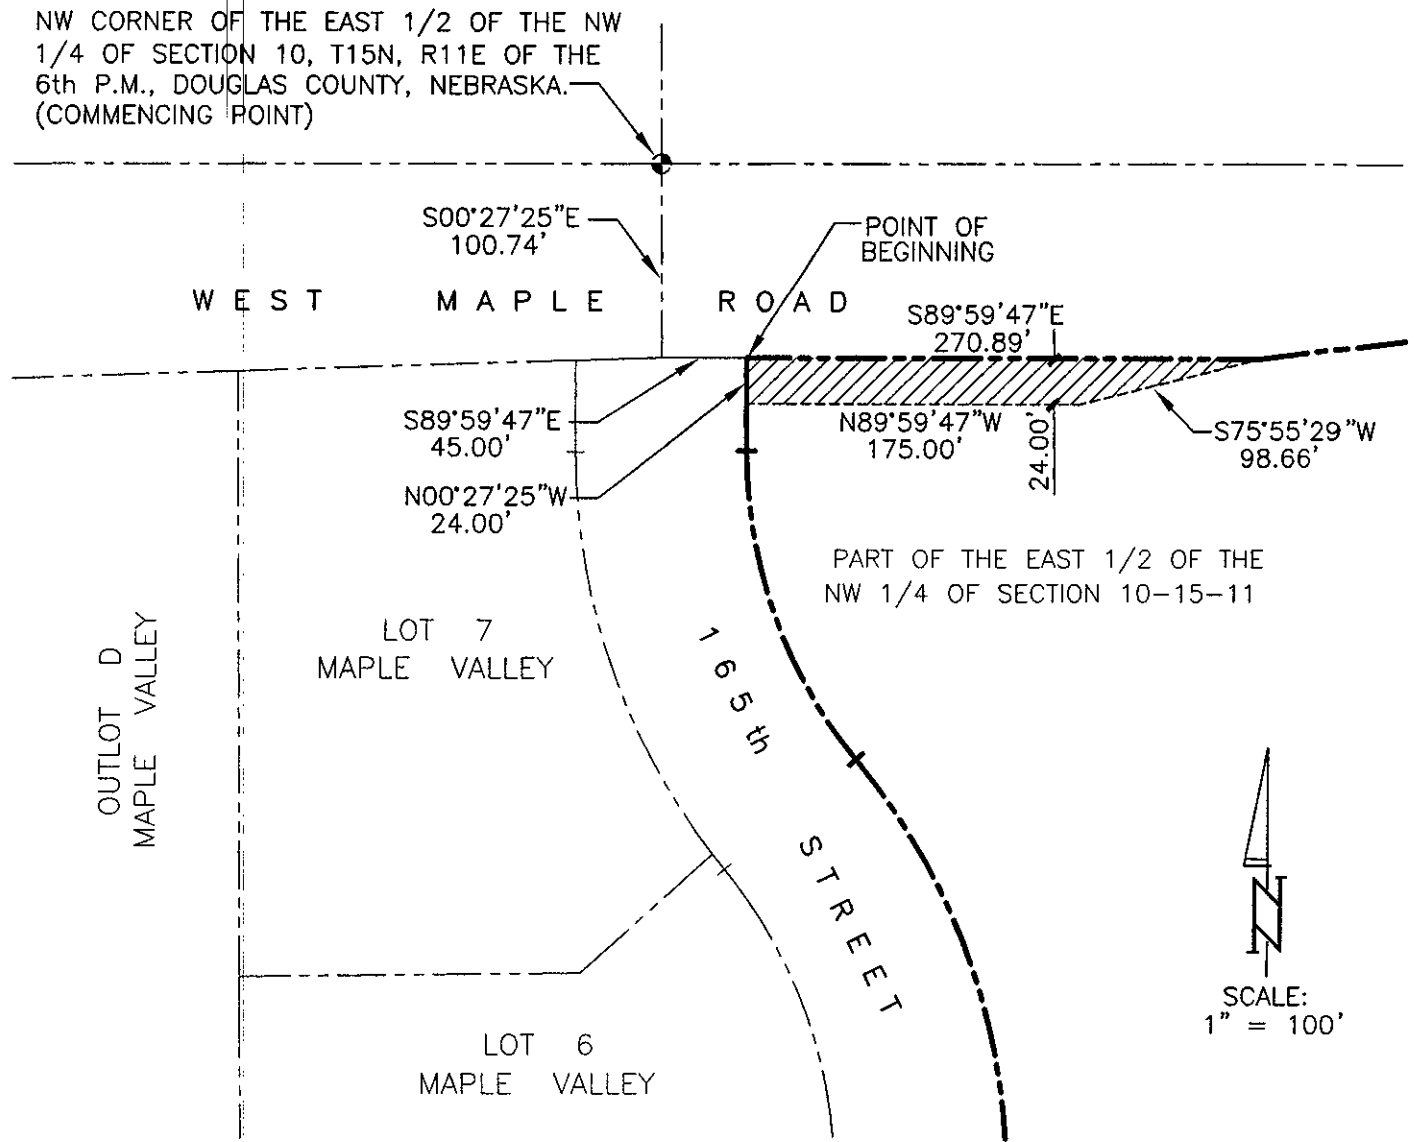 NW CORNER OF THE EAST 1/2 OF THE NW
1/4 OF SECTION 10, T15N, R11E OF THE
6th P.M., DOUGLAS COUNTY, NEBRASKA.
(COMMENCING POINT)
S00°27'25"E
100.74'
POINT OF
BEGINNING
WEST MAPLE ROAD
S89°59'47"E
270.89'
S89°59'47"E
45.00'
N89°59'47"W
175.00'
24.00'
S75°55'29"W
98.66'
N00°27'25"W
24.00'
PART OF THE EAST 1/2 OF THE
NW 1/4 OF SECTION 10-15-11
LOT 7
MAPLE VALLEY
OUTLOT D
MAPLE VALLEY
165th STREET
N
SCALE:
1" = 100'
LOT 6
MAPLE VALLEY